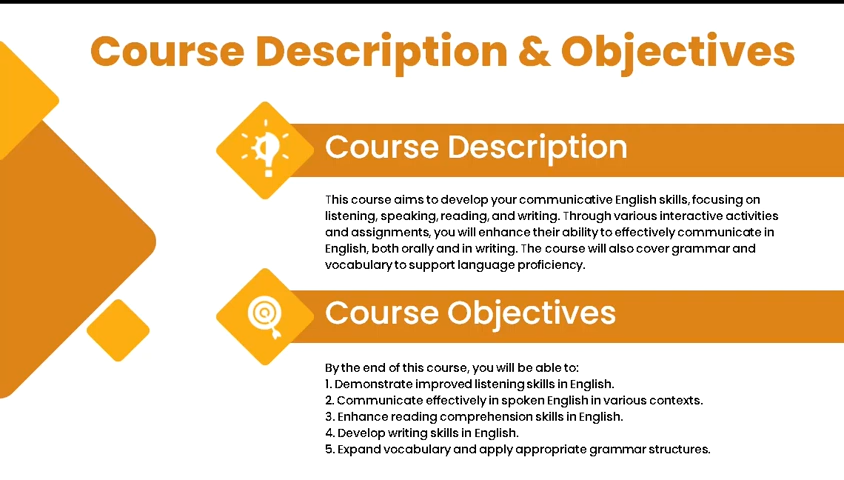 Course Description & Objectives
Course Description
This course aims to develop your communicative English skills, focusing on
listening, speaking, reading, and writing. Through various interactive activities
and assignments, you will enhance their ability to effectively communicate in
English, both orally and in writing. The course will also cover grammar and
vocabulary to support language proficiency.
Course Objectives
By the end of this course, you will be able to:
1. Demonstrate improved listening skills in English.
2. Communicate effectively in spoken English in various contexts.
3. Enhance reading comprehension skills in English.
4. Develop writing skills in English.
5. Expand vocabulary and apply appropriate grammar structures.